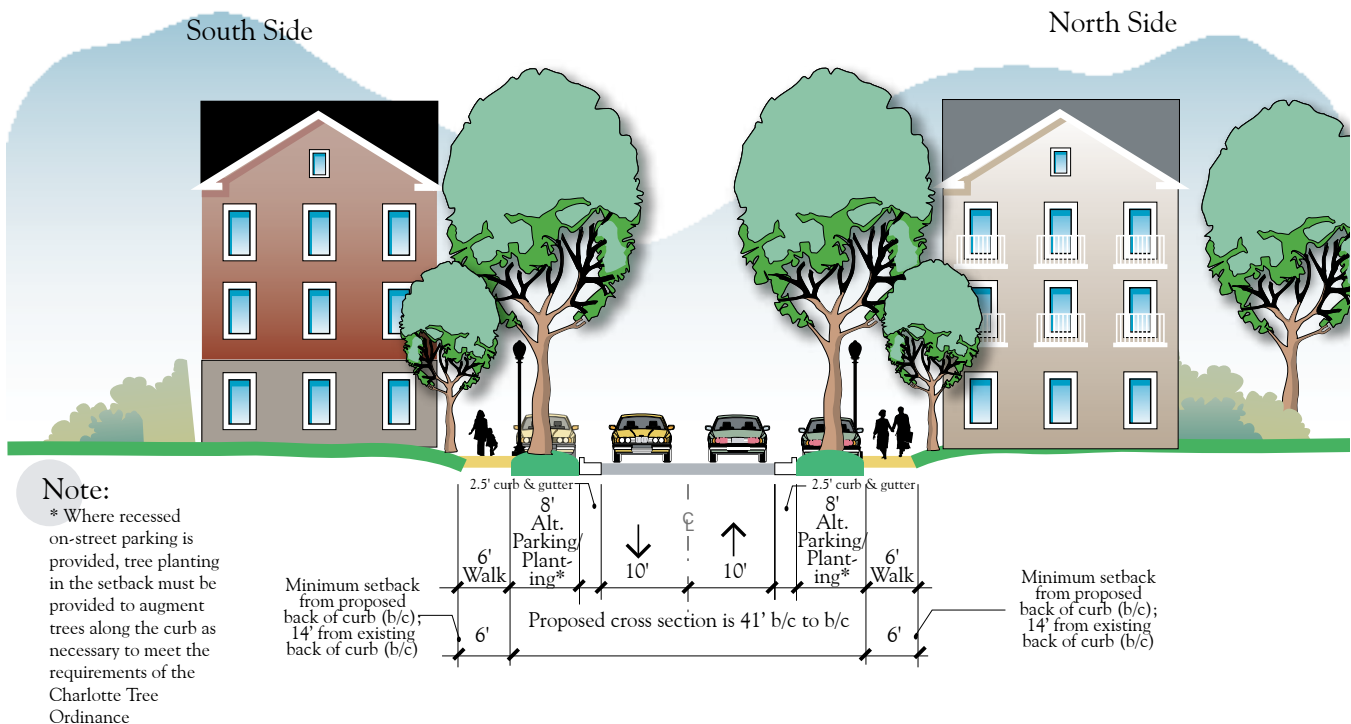 South Side
North Side
Note:
* Where recessed
on-street parking is
provided, tree planting
in the setback must be
provided to augment
trees along the curb as
necessary to meet the
requirements of the
Charlotte Tree
Ordinance
2.5' curb & gutter
2.5' curb & gutter
6'
Walk
8'
Alt.
Parking/
Plant-
ing*
10'
℄
10'
8'
Alt.
Parking/
Plant-
ing*
6'
Walk
Minimum setback
from proposed
back of curb (b/c);
14' from existing
back of curb (b/c)
6'
Proposed cross section is 41' b/c to b/c
6'
Minimum setback
from proposed
back of curb (b/c);
14' from existing
back of curb (b/c)